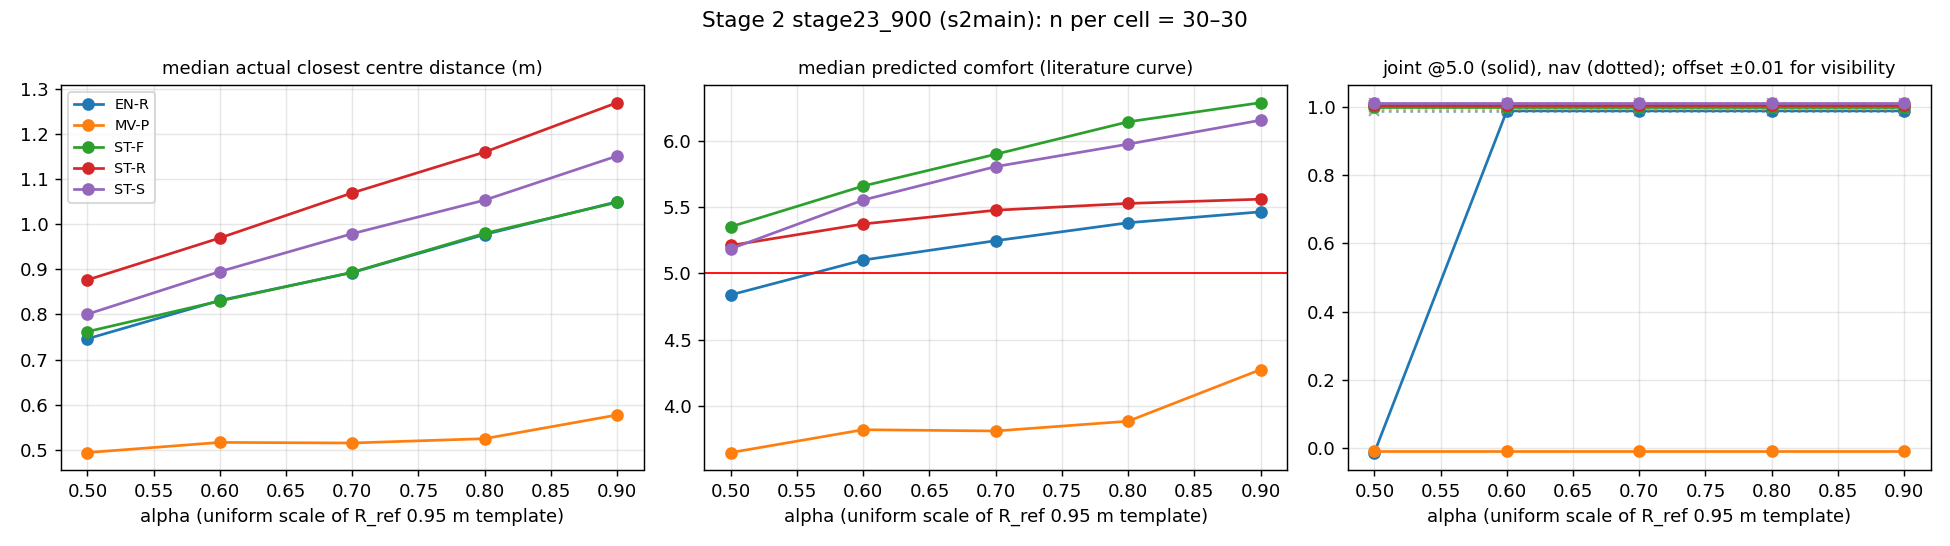 Stage 2 stage23_900 (s2main): n per cell = 30–30
median actual closest centre distance (m)
1.3
1.2
1.1
1.0
0.9
0.8
0.7
0.6
0.5
EN-R
MV-P
ST-F
ST-R
ST-S
0.50 0.55 0.60 0.65 0.70 0.75 0.80 0.85 0.90
alpha (uniform scale of R_ref 0.95 m template)
median predicted comfort (literature curve)
6.0
5.5
5.0
4.5
4.0
0.50 0.55 0.60 0.65 0.70 0.75 0.80 0.85 0.90
alpha (uniform scale of R_ref 0.95 m template)
joint @5.0 (solid), nav (dotted); offset ±0.01 for visibility
1.0
0.8
0.6
0.4
0.2
0.0
0.50 0.55 0.60 0.65 0.70 0.75 0.80 0.85 0.90
alpha (uniform scale of R_ref 0.95 m template)